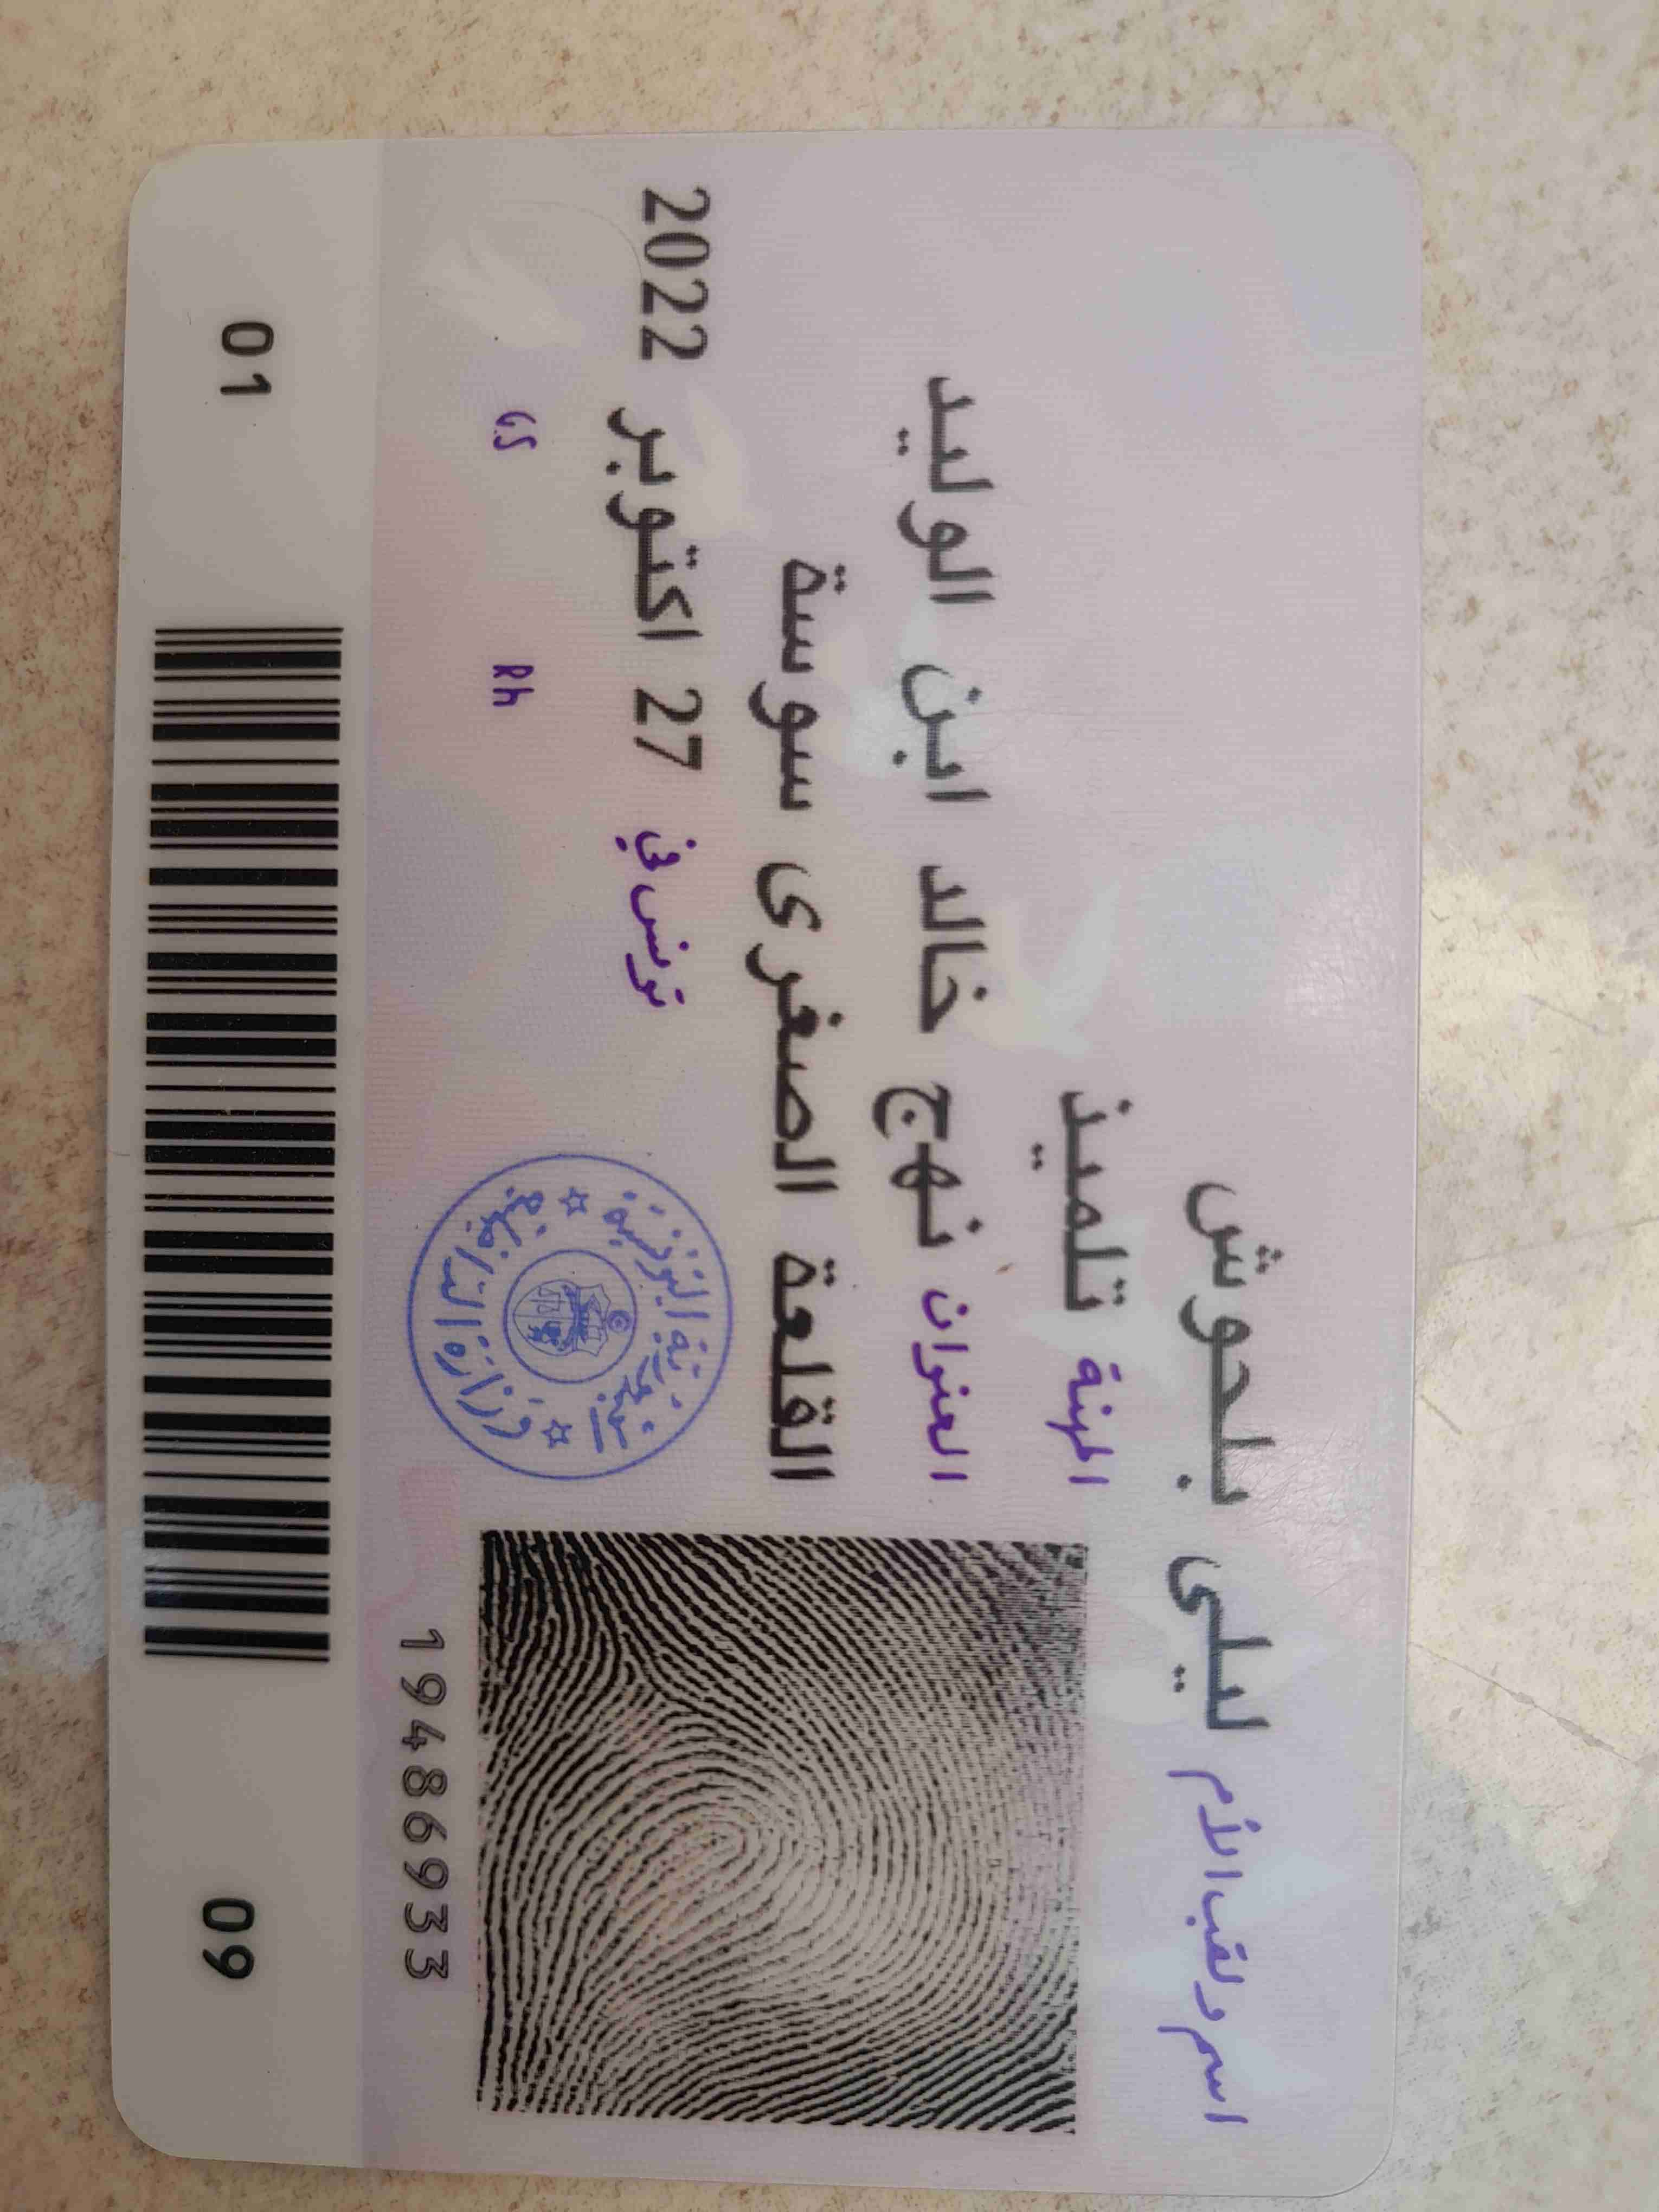 اسم ولقب الأم ليلى بلحوش
المهنة تلميذ
العنوان نهج خالد ابن الوليد
القلعة الصغرى سوسة
تونس في 27 اكتوبر 2022
Rh GS
الجمهورية التونسية
وزارة الداخلية
19486933
09 01